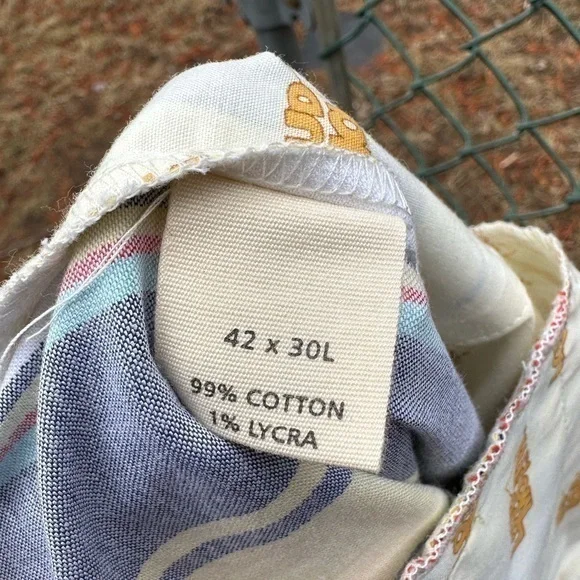 42 x 30L
99% COTTON
1% LYCRA